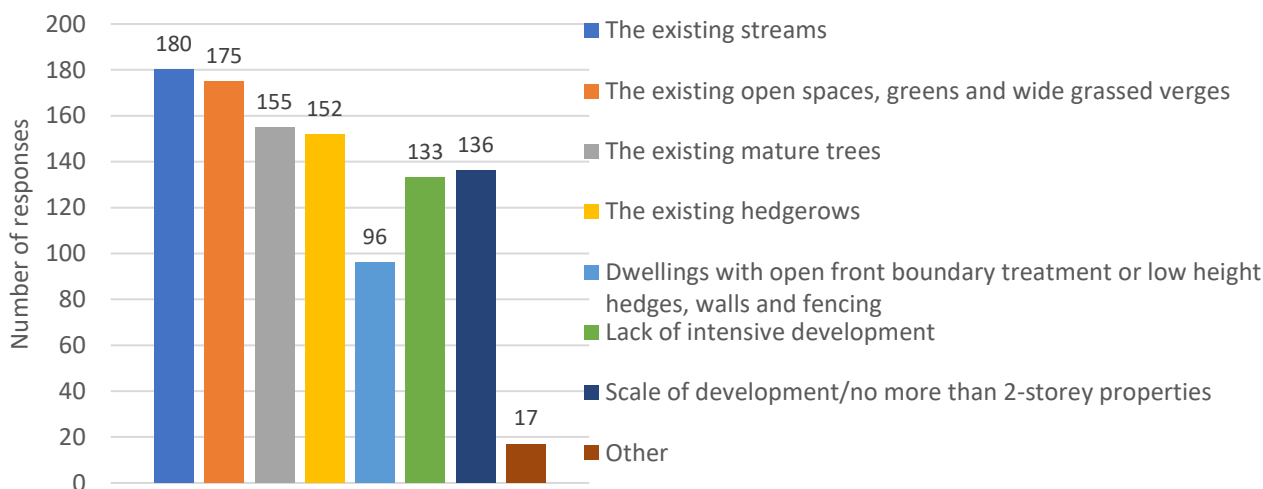 Number of responses
200
180
160
140
120
100
80
60
40
20
0
180
175
155
152
96
133
136
17
The existing streams
The existing open spaces, greens and wide grassed verges
The existing mature trees
The existing hedgerows
Dwellings with open front boundary treatment or low height
hedges, walls and fencing
Lack of intensive development
Scale of development/no more than 2-storey properties
Other